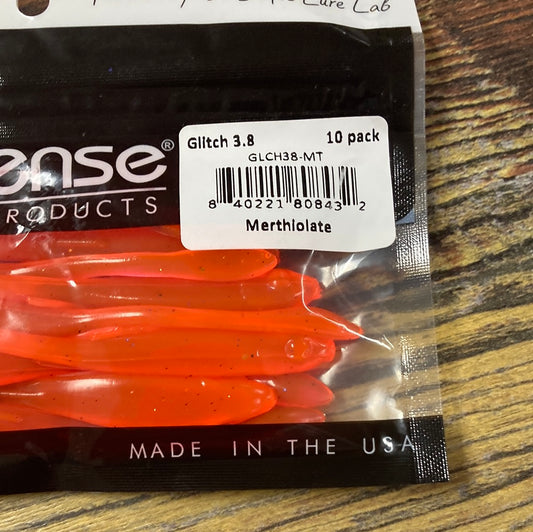 Lure Lab
ense®
PRODUCTS
Glitch 3.8 10 pack
GLCH38-MT
8 40221 80843 2
Merthiolate
MADE IN THE USA